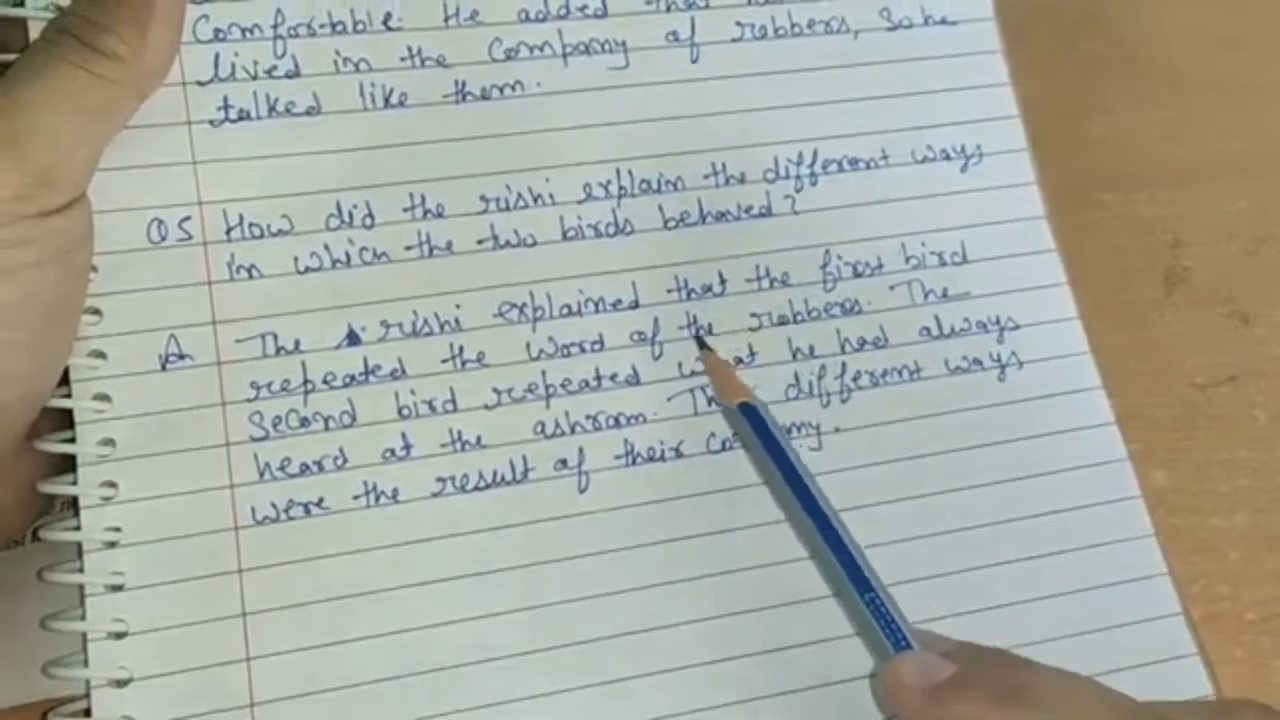 Comfortable. He added that
lived in the Company of robbers, So he
talked like them.
Q5 How did the rishi explain the different ways
in which the two birds behaved?
A The rishi explained that the first bird
repeated the word of the robbers. The
Second bird repeated what he had always
heard at the ashram. The different ways
were the result of their company.